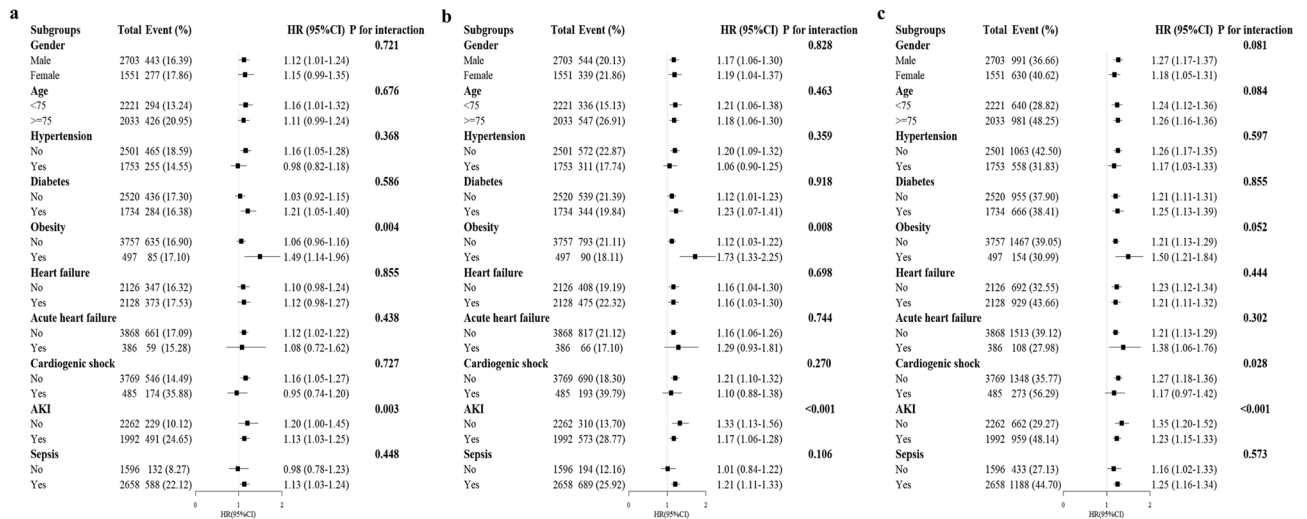 a
Subgroups Total Event (%) HR (95%CI) P for interaction
Gender 0.721
Male 2703 443 (16.39) 1.12 (1.01-1.24)
Female 1551 277 (17.86) 1.15 (0.99-1.35)
Age 0.676
<75 2221 294 (13.24) 1.16 (1.01-1.32)
>=75 2033 426 (20.95) 1.11 (0.99-1.24)
Hypertension 0.368
No 2501 465 (18.59) 1.16 (1.05-1.28)
Yes 1753 255 (14.55) 0.98 (0.82-1.18)
Diabetes 0.586
No 2520 436 (17.30) 1.03 (0.92-1.15)
Yes 1734 284 (16.38) 1.21 (1.05-1.40)
Obesity 0.004
No 3757 635 (16.90) 1.06 (0.96-1.16)
Yes 497 85 (17.10) 1.49 (1.14-1.96)
Heart failure 0.855
No 2126 347 (16.32) 1.10 (0.98-1.24)
Yes 2128 373 (17.53) 1.12 (0.98-1.27)
Acute heart failure 0.438
No 3868 661 (17.09) 1.12 (1.02-1.22)
Yes 386 59 (15.28) 1.08 (0.72-1.62)
Cardiogenic shock 0.727
No 3769 546 (14.49) 1.16 (1.05-1.27)
Yes 485 174 (35.88) 0.95 (0.74-1.20)
AKI 0.003
No 2262 229 (10.12) 1.20 (1.00-1.45)
Yes 1992 491 (24.65) 1.13 (1.03-1.25)
Sepsis 0.448
No 1596 132 (8.27) 0.98 (0.78-1.23)
Yes 2658 588 (22.12) 1.13 (1.03-1.24)
0 1 2
HR(95%CI)
b
Subgroups Total Event (%) HR (95%CI) P for interaction
Gender 0.828
Male 2703 544 (20.13) 1.17 (1.06-1.30)
Female 1551 339 (21.86) 1.19 (1.04-1.37)
Age 0.463
<75 2221 336 (15.13) 1.21 (1.06-1.38)
>=75 2033 547 (26.91) 1.18 (1.06-1.30)
Hypertension 0.359
No 2501 572 (22.87) 1.20 (1.09-1.32)
Yes 1753 311 (17.74) 1.06 (0.90-1.25)
Diabetes 0.918
No 2520 539 (21.39) 1.12 (1.01-1.23)
Yes 1734 344 (19.84) 1.23 (1.07-1.41)
Obesity 0.008
No 3757 793 (21.11) 1.12 (1.03-1.22)
Yes 497 90 (18.11) 1.73 (1.33-2.25)
Heart failure 0.698
No 2126 408 (19.19) 1.16 (1.04-1.30)
Yes 2128 475 (22.32) 1.16 (1.03-1.30)
Acute heart failure 0.744
No 3868 817 (21.12) 1.16 (1.06-1.26)
Yes 386 66 (17.10) 1.29 (0.93-1.81)
Cardiogenic shock 0.270
No 3769 690 (18.30) 1.21 (1.10-1.32)
Yes 485 193 (39.79) 1.10 (0.88-1.38)
AKI <0.001
No 2262 310 (13.70) 1.33 (1.13-1.56)
Yes 1992 573 (28.77) 1.17 (1.06-1.28)
Sepsis 0.106
No 1596 194 (12.16) 1.01 (0.84-1.22)
Yes 2658 689 (25.92) 1.21 (1.11-1.33)
0 1 2
HR(95%CI)
c
Subgroups Total Event (%) HR (95%CI) P for interaction
Gender 0.081
Male 2703 991 (36.66) 1.27 (1.17-1.37)
Female 1551 630 (40.62) 1.18 (1.05-1.31)
Age 0.084
<75 2221 640 (28.82) 1.24 (1.12-1.36)
>=75 2033 981 (48.25) 1.26 (1.16-1.36)
Hypertension 0.597
No 2501 1063 (42.50) 1.26 (1.17-1.35)
Yes 1753 558 (31.83) 1.17 (1.03-1.33)
Diabetes 0.855
No 2520 955 (37.90) 1.21 (1.11-1.31)
Yes 1734 666 (38.41) 1.25 (1.13-1.39)
Obesity 0.052
No 3757 1467 (39.05) 1.21 (1.13-1.29)
Yes 497 154 (30.99) 1.50 (1.21-1.84)
Heart failure 0.444
No 2126 692 (32.55) 1.23 (1.12-1.34)
Yes 2128 929 (43.66) 1.21 (1.11-1.32)
Acute heart failure 0.302
No 3868 1513 (39.12) 1.21 (1.13-1.29)
Yes 386 108 (27.98) 1.38 (1.06-1.76)
Cardiogenic shock 0.028
No 3769 1348 (35.77) 1.27 (1.18-1.36)
Yes 485 273 (56.29) 1.17 (0.97-1.42)
AKI <0.001
No 2262 662 (29.27) 1.35 (1.20-1.52)
Yes 1992 959 (48.14) 1.23 (1.15-1.33)
Sepsis 0.573
No 1596 433 (27.13) 1.16 (1.02-1.33)
Yes 2658 1188 (44.70) 1.25 (1.16-1.34)
0 1 2
HR(95%CI)